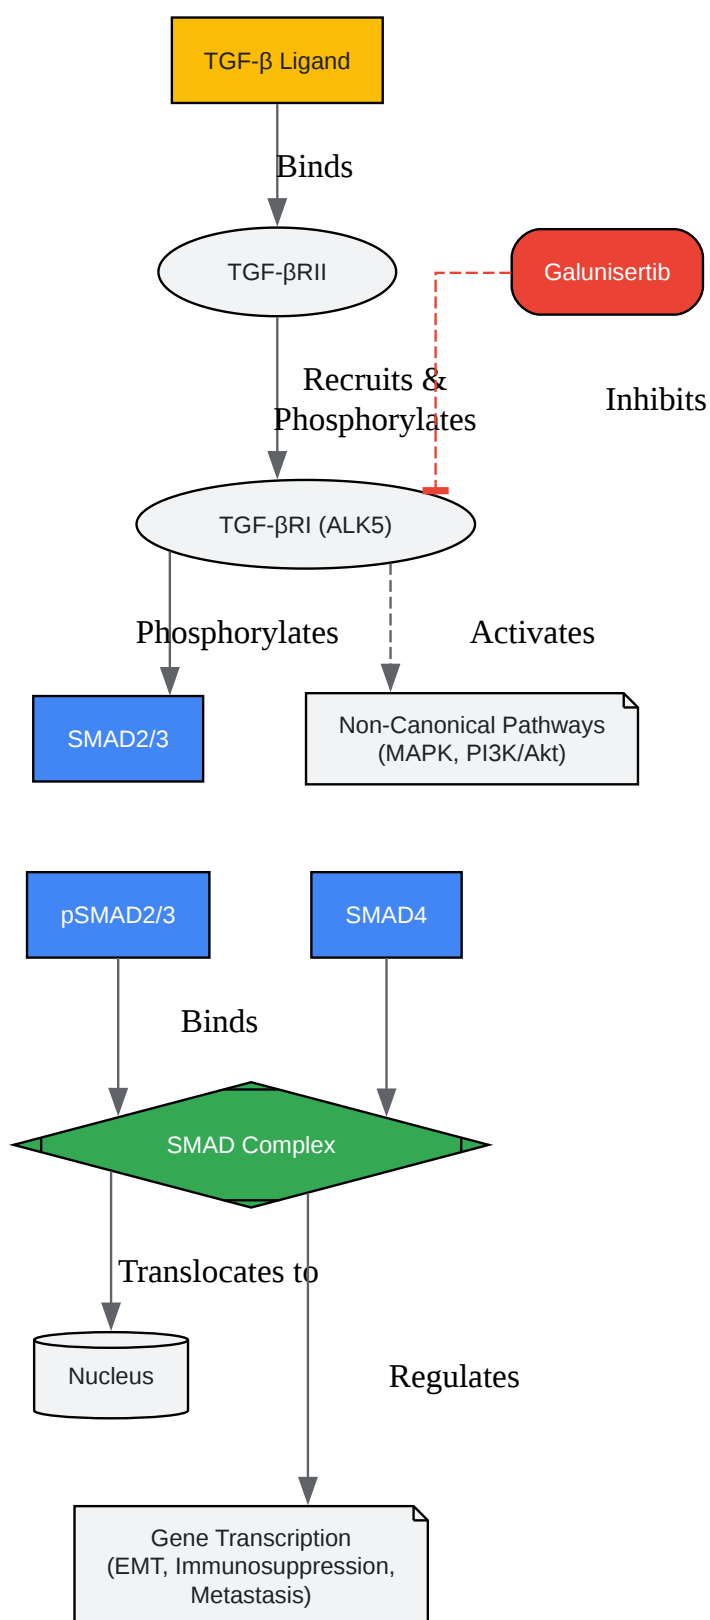 TGF-β Ligand
Binds
TGF-βRII
Galunisertib
Recruits &
Phosphorylates
Inhibits
TGF-βRI (ALK5)
Phosphorylates
Activates
SMAD2/3
Non-Canonical Pathways
(MAPK, PI3K/Akt)
pSMAD2/3
SMAD4
Binds
SMAD Complex
Translocates to
Nucleus
Regulates
Gene Transcription
(EMT, Immunosuppression,
Metastasis)